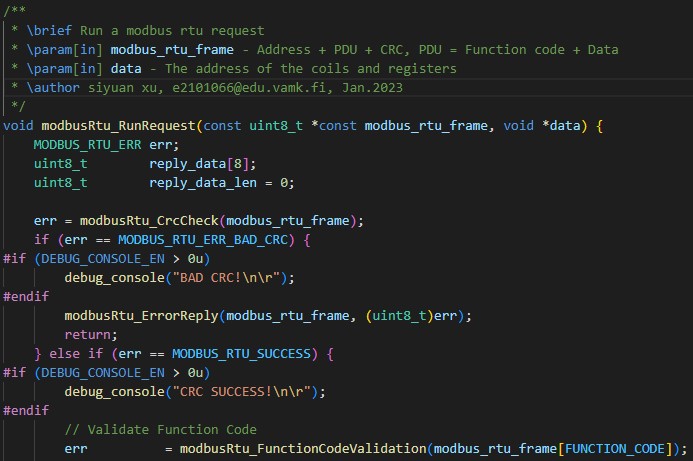 /**
 * \brief Run a modbus rtu request
 * \param[in] modbus_rtu_frame - Address + PDU + CRC, PDU = Function code + Data
 * \param[in] data - The address of the coils and registers
 * \author siyuan xu, e2101066@edu.vamk.fi, Jan.2023
 */
void modbusRtu_RunRequest(const uint8_t *const modbus_rtu_frame, void *data) {
    MODBUS_RTU_ERR err;
    uint8_t        reply_data[8];
    uint8_t        reply_data_len = 0;

    err = modbusRtu_CrcCheck(modbus_rtu_frame);
    if (err == MODBUS_RTU_ERR_BAD_CRC) {
#if (DEBUG_CONSOLE_EN > 0u)
        debug_console("BAD CRC!\n\r");
#endif
        modbusRtu_ErrorReply(modbus_rtu_frame, (uint8_t)err);
        return;
    } else if (err == MODBUS_RTU_SUCCESS) {
#if (DEBUG_CONSOLE_EN > 0u)
        debug_console("CRC SUCCESS!\n\r");
#endif
        // Validate Function Code
        err          = modbusRtu_FunctionCodeValidation(modbus_rtu_frame[FUNCTION_CODE]);